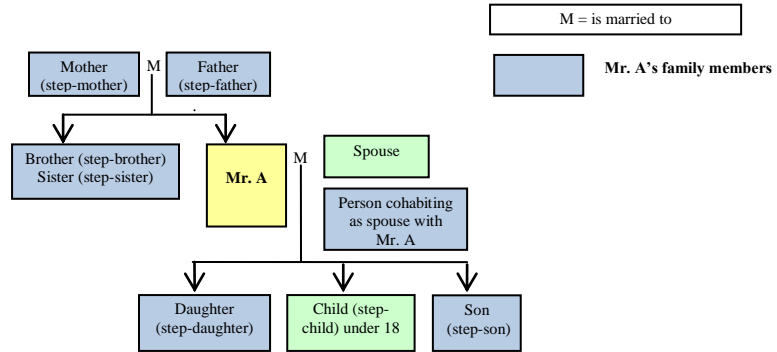 M = is married to
Mr. A’s family members
Mother
(step-mother)
M
Father
(step-father)
Brother (step-brother)
Sister (step-sister)
Mr. A
M
Spouse
Person cohabiting
as spouse with
Mr. A
Daughter
(step-daughter)
Child (step-
child) under 18
Son
(step-son)